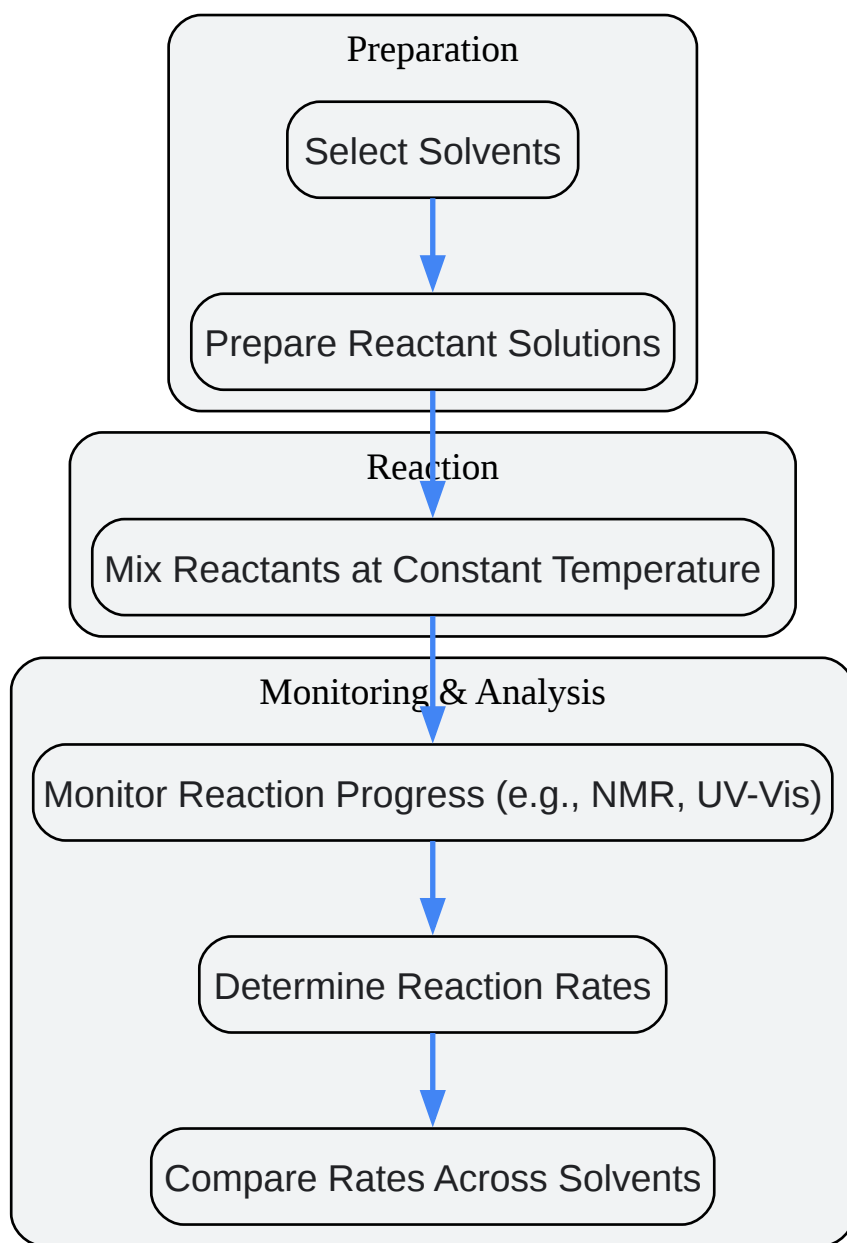 Preparation
Select Solvents
Prepare Reactant Solutions
Reaction
Mix Reactants at Constant Temperature
Monitoring & Analysis
Monitor Reaction Progress (e.g., NMR, UV-Vis)
Determine Reaction Rates
Compare Rates Across Solvents